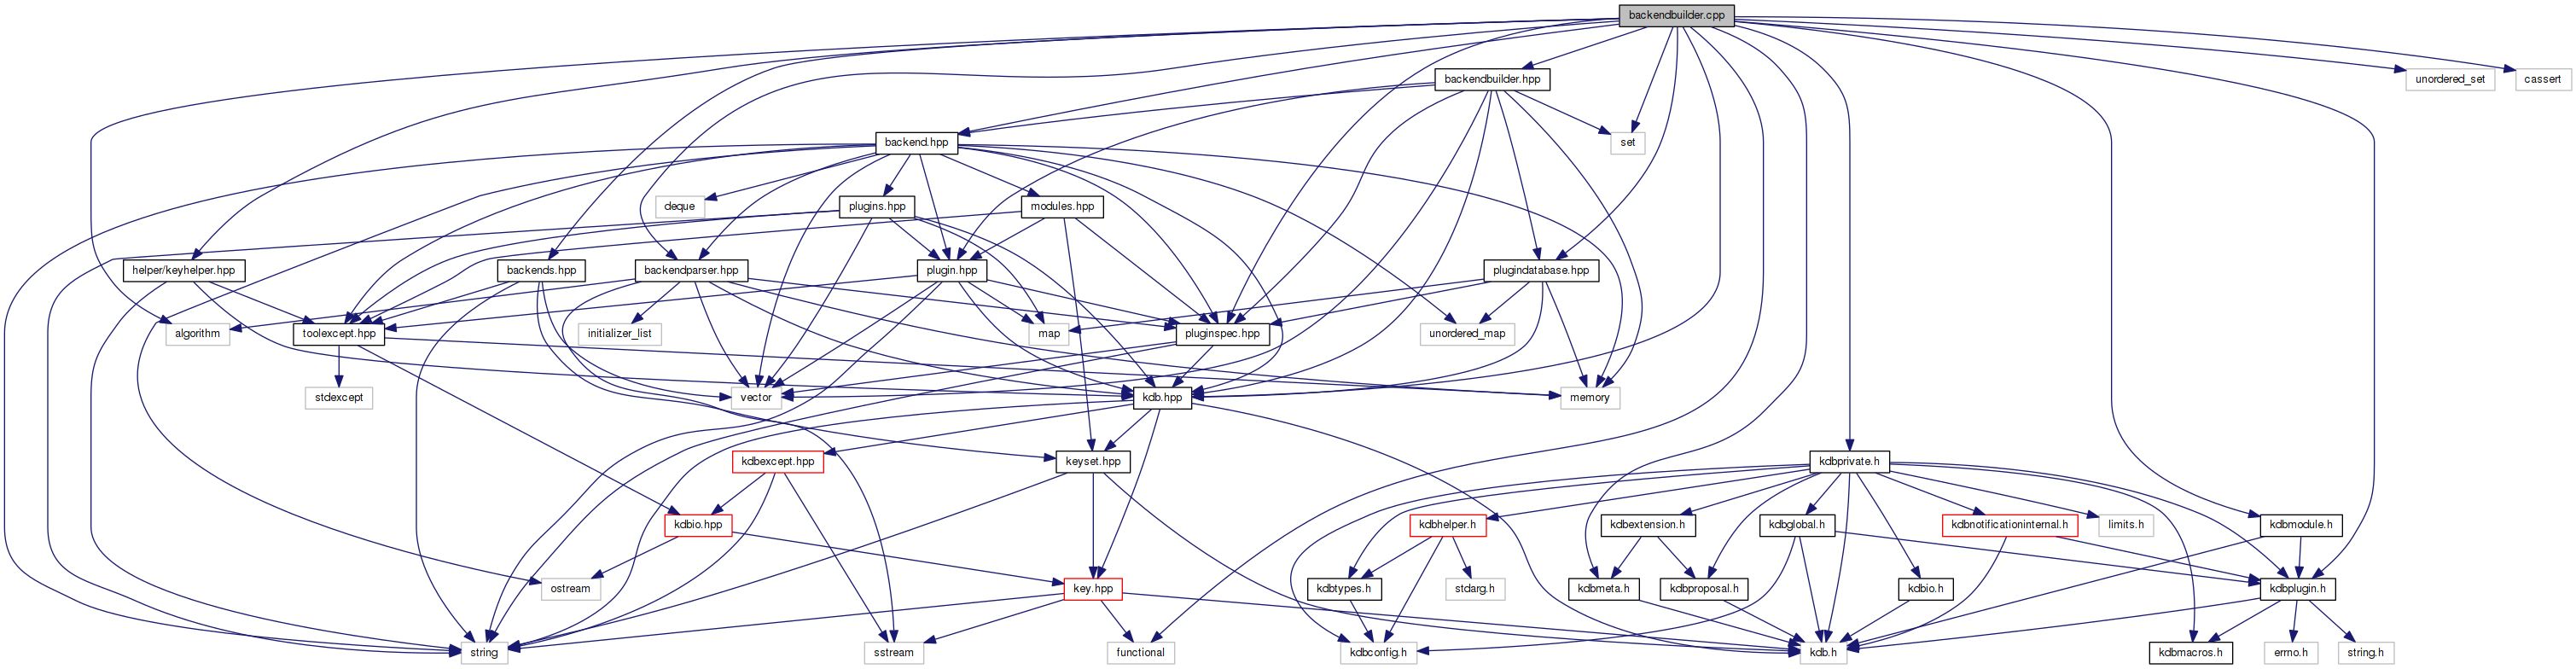 backendbuilder.cpp
backendbuilder.hpp
unordered_set
cassert
backend.hpp
set
deque
plugins.hpp
modules.hpp
helper/keyhelper.hpp
backends.hpp
backendparser.hpp
plugin.hpp
plugindatabase.hpp
algorithm
toolexcept.hpp
initializer_list
map
pluginspec.hpp
unordered_map
stdexcept
vector
kdb.hpp
memory
kdbexcept.hpp
keyset.hpp
kdbprivate.h
kdbio.hpp
kdbhelper.h
kdbextension.h
kdbglobal.h
kdbnotificationinternal.h
limits.h
kdbmodule.h
ostream
key.hpp
kdbtypes.h
stdarg.h
kdbmeta.h
kdbproposal.h
kdbio.h
kdbplugin.h
string
sstream
functional
kdbconfig.h
kdb.h
kdbmacros.h
errno.h
string.h